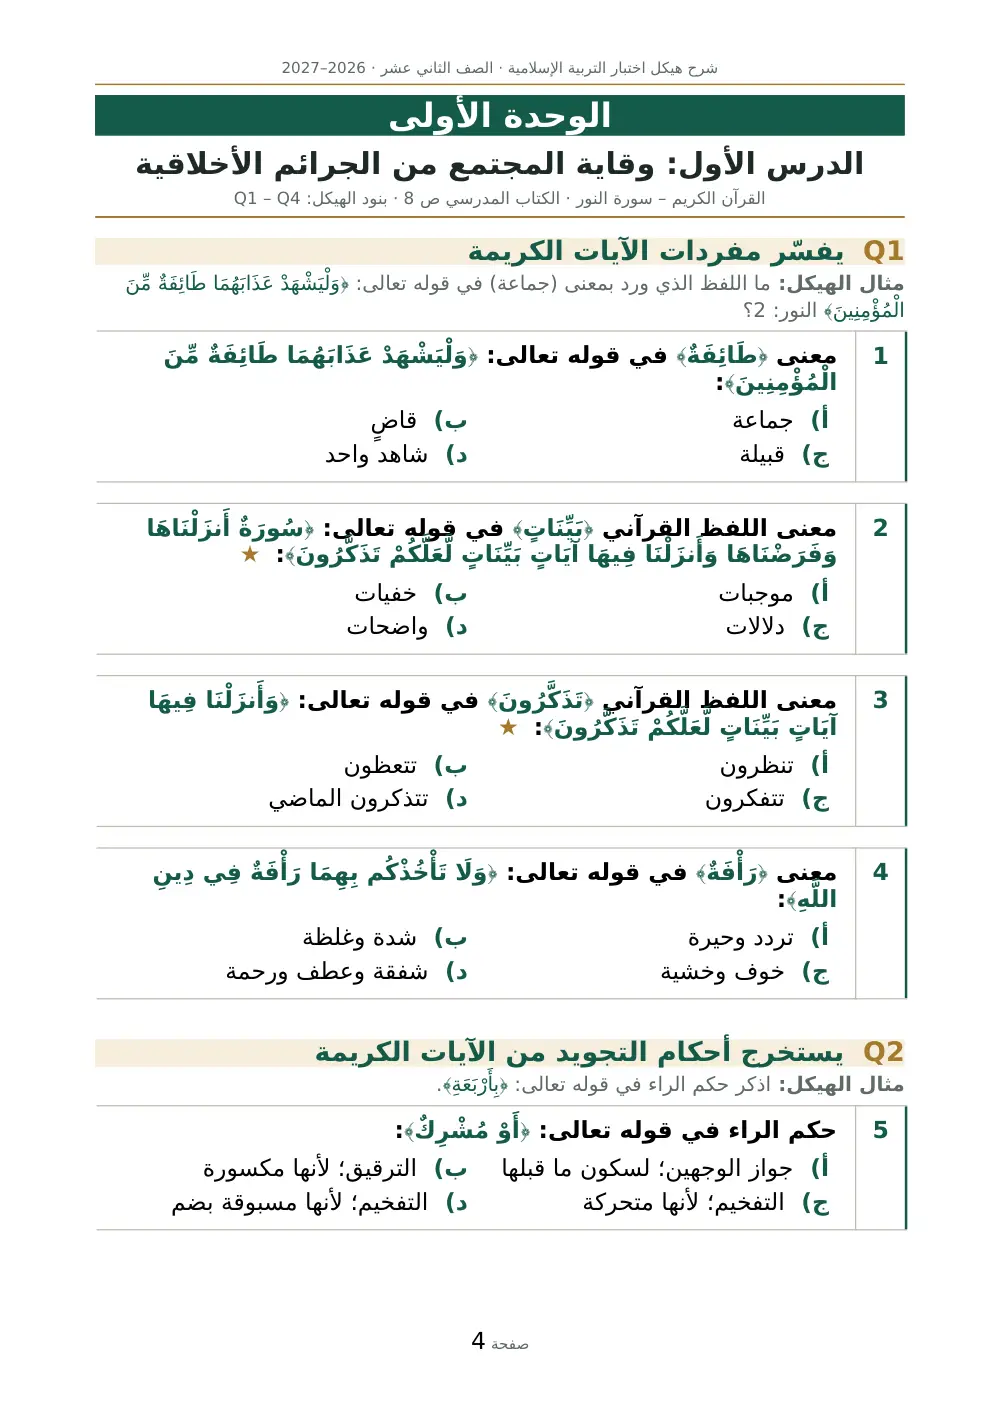 شرح هيكل اختبار التربية الإسلامية · الصف الثاني عشر · 2026–2027
الوحدة الأولى
الدرس الأول: وقاية المجتمع من الجرائم الأخلاقية
القرآن الكريم – سورة النور · الكتاب المدرسي ص 8 · بنود الهيكل: Q1 – Q4
Q1 يفسّر مفردات الآيات الكريمة
مثال الهيكل: ما اللفظ الذي ورد بمعنى (جماعة) في قوله تعالى: ﴿وَلْيَشْهَدْ عَذَابَهُمَا طَائِفَةٌ مِّنَ
الْمُؤْمِنِينَ﴾ النور: 2؟
1 معنى ﴿طَائِفَةٌ﴾ في قوله تعالى: ﴿وَلْيَشْهَدْ عَذَابَهُمَا طَائِفَةٌ مِّنَ
الْمُؤْمِنِينَ﴾:
أ) جماعة ب) قاضٍ
ج) قبيلة د) شاهد واحد
2 معنى اللفظ القرآني ﴿بَيِّنَاتٍ﴾ في قوله تعالى: ﴿سُورَةٌ أَنزَلْنَاهَا
وَفَرَضْنَاهَا وَأَنزَلْنَا فِيهَا آيَاتٍ بَيِّنَاتٍ لَّعَلَّكُمْ تَذَكَّرُونَ﴾: ★
أ) موجبات ب) خفيات
ج) دلالات د) واضحات
3 معنى اللفظ القرآني ﴿تَذَكَّرُونَ﴾ في قوله تعالى: ﴿وَأَنزَلْنَا فِيهَا
آيَاتٍ بَيِّنَاتٍ لَّعَلَّكُمْ تَذَكَّرُونَ﴾: ★
أ) تنظرون ب) تتعظون
ج) تتفكرون د) تتذكرون الماضي
4 معنى ﴿رَأْفَةٌ﴾ في قوله تعالى: ﴿وَلَا تَأْخُذْكُم بِهِمَا رَأْفَةٌ فِي دِينِ
اللَّهِ﴾:
أ) تردد وحيرة ب) شدة وغلظة
ج) خوف وخشية د) شفقة وعطف ورحمة
Q2 يستخرج أحكام التجويد من الآيات الكريمة
مثال الهيكل: اذكر حكم الراء في قوله تعالى: ﴿بِأَرْبَعَةِ﴾.
5 حكم الراء في قوله تعالى: ﴿أَوْ مُشْرِكٌ﴾:
أ) جواز الوجهين؛ لسكون ما قبلها ب) الترقيق؛ لأنها مكسورة
ج) التفخيم؛ لأنها متحركة د) التفخيم؛ لأنها مسبوقة بضم
صفحة 4